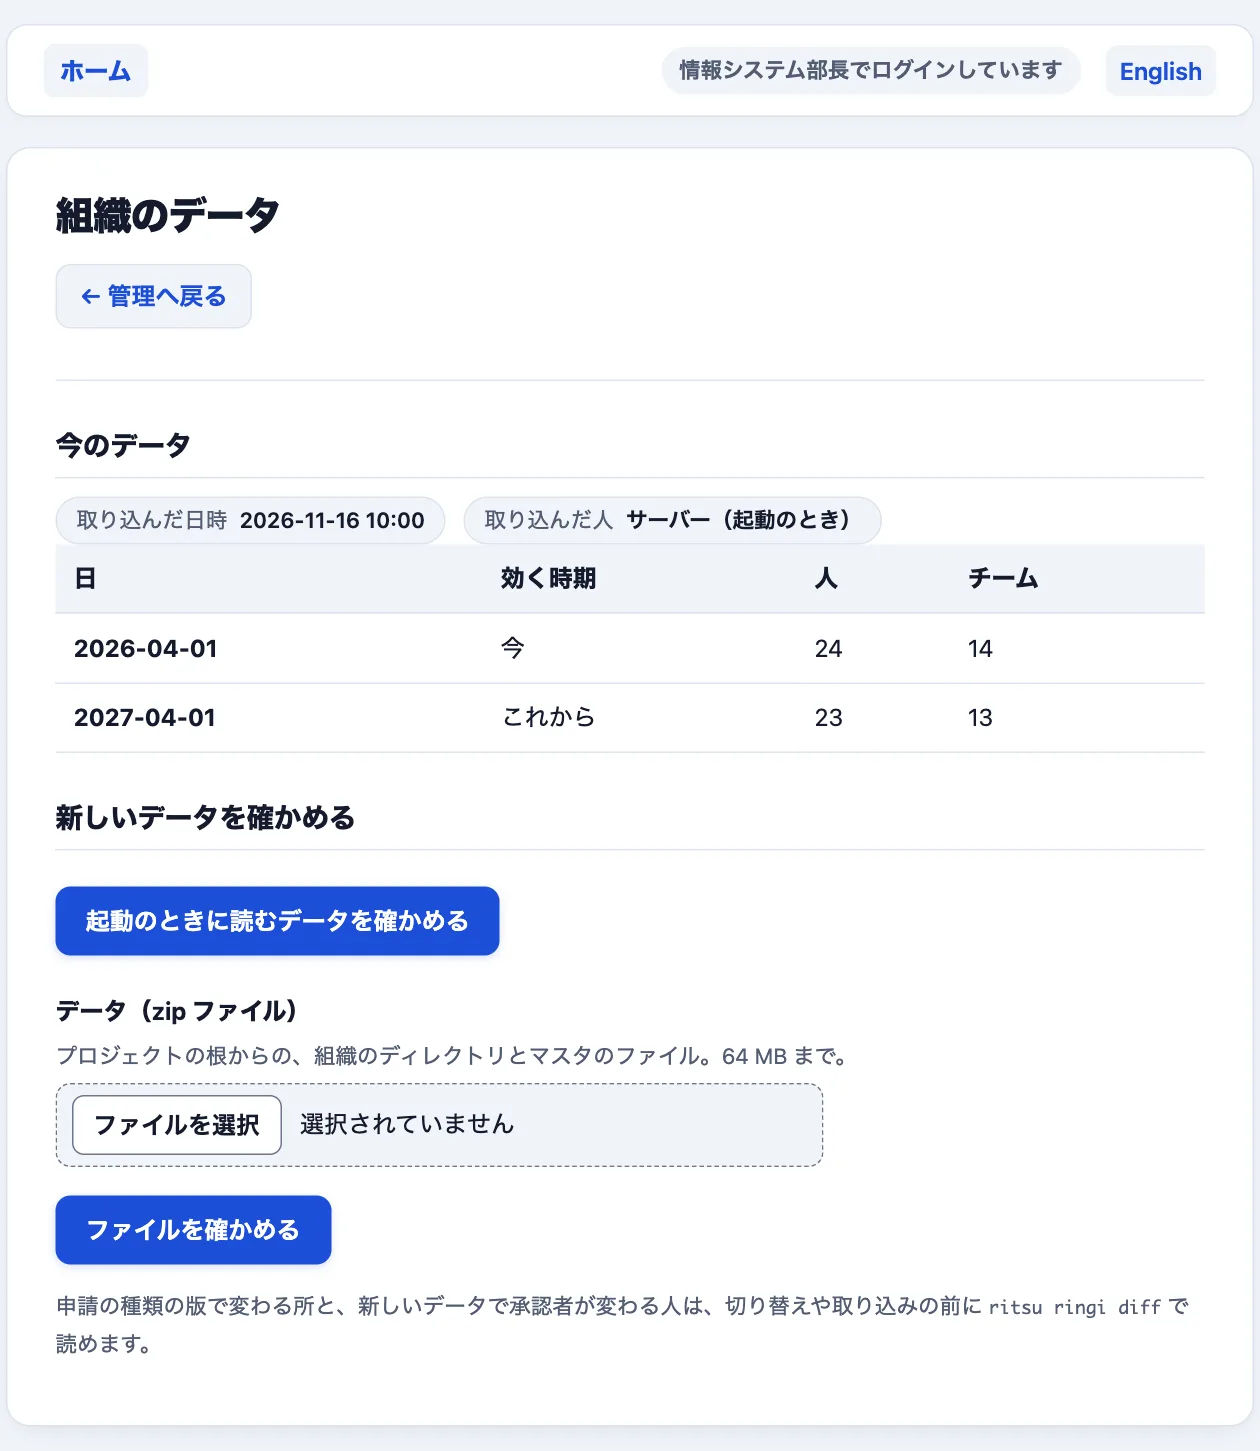 ホーム
情報システム部長でログインしています
English
組織のデータ
← 管理へ戻る
今のデータ
取り込んだ日時 2026-11-16 10:00
取り込んだ人 サーバー（起動のとき）
日 効く時期 人 チーム
2026-04-01 今 24 14
2027-04-01 これから 23 13
新しいデータを確かめる
起動のときに読むデータを確かめる
データ（zip ファイル）
プロジェクトの根からの、組織のディレクトリとマスタのファイル。64 MB まで。
ファイルを選択 選択されていません
ファイルを確かめる
申請の種類の版で変わる所と、新しいデータで承認者が変わる人は、切り替えや取り込みの前に ritsu ringi diff で
読めます。